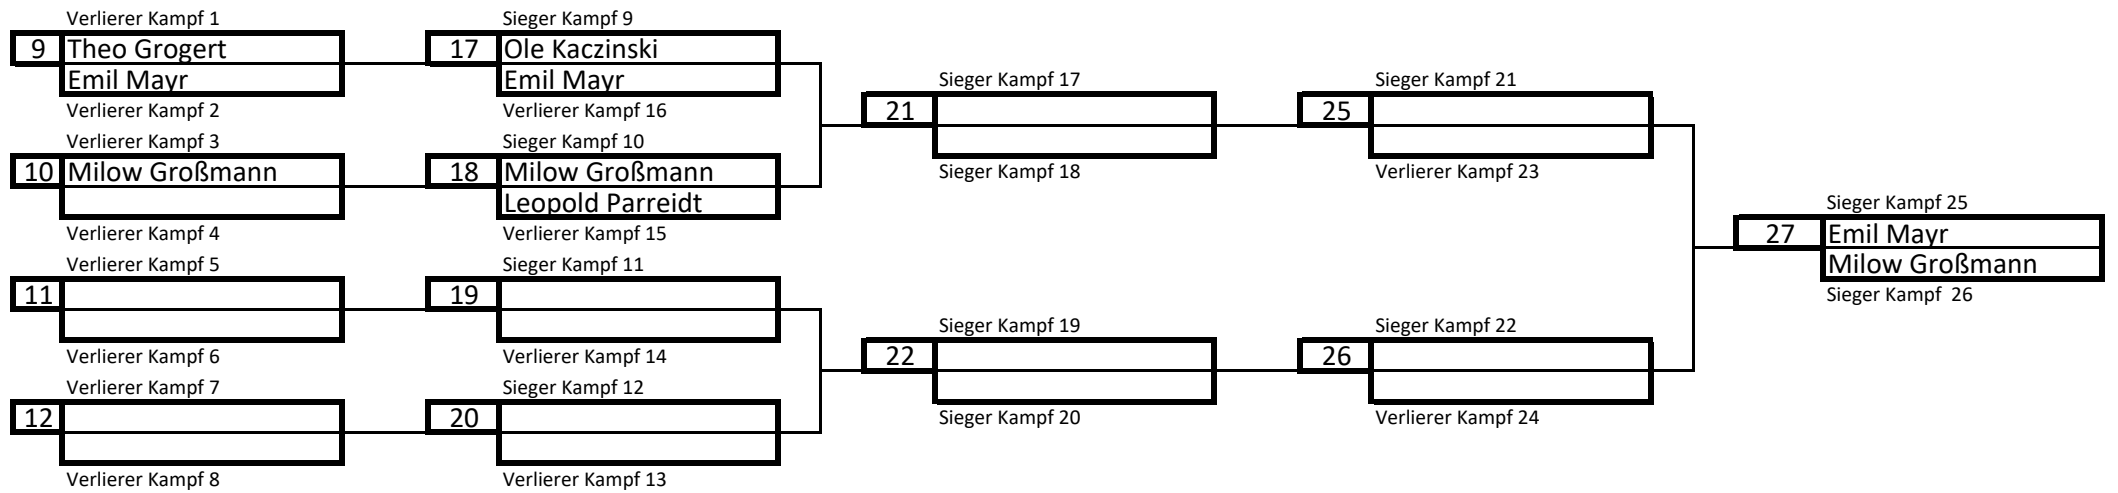 Verlierer Kampf 1
9 Theo Grogert
Emil Mayr
Verlierer Kampf 2
Verlierer Kampf 3
10 Milow Großmann
Verlierer Kampf 4
Verlierer Kampf 5
11
Verlierer Kampf 6
Verlierer Kampf 7
12
Verlierer Kampf 8
Sieger Kampf 9
17 Ole Kaczinski
Emil Mayr
Verlierer Kampf 16
Sieger Kampf 10
18 Milow Großmann
Leopold Parreidt
Verlierer Kampf 15
Sieger Kampf 11
19
Verlierer Kampf 14
Sieger Kampf 12
20
Verlierer Kampf 13
Sieger Kampf 17
21
Sieger Kampf 18
Sieger Kampf 19
22
Sieger Kampf 20
Sieger Kampf 21
25
Verlierer Kampf 23
Sieger Kampf 22
26
Verlierer Kampf 24
Sieger Kampf 25
27 Emil Mayr
Milow Großmann
Sieger Kampf 26